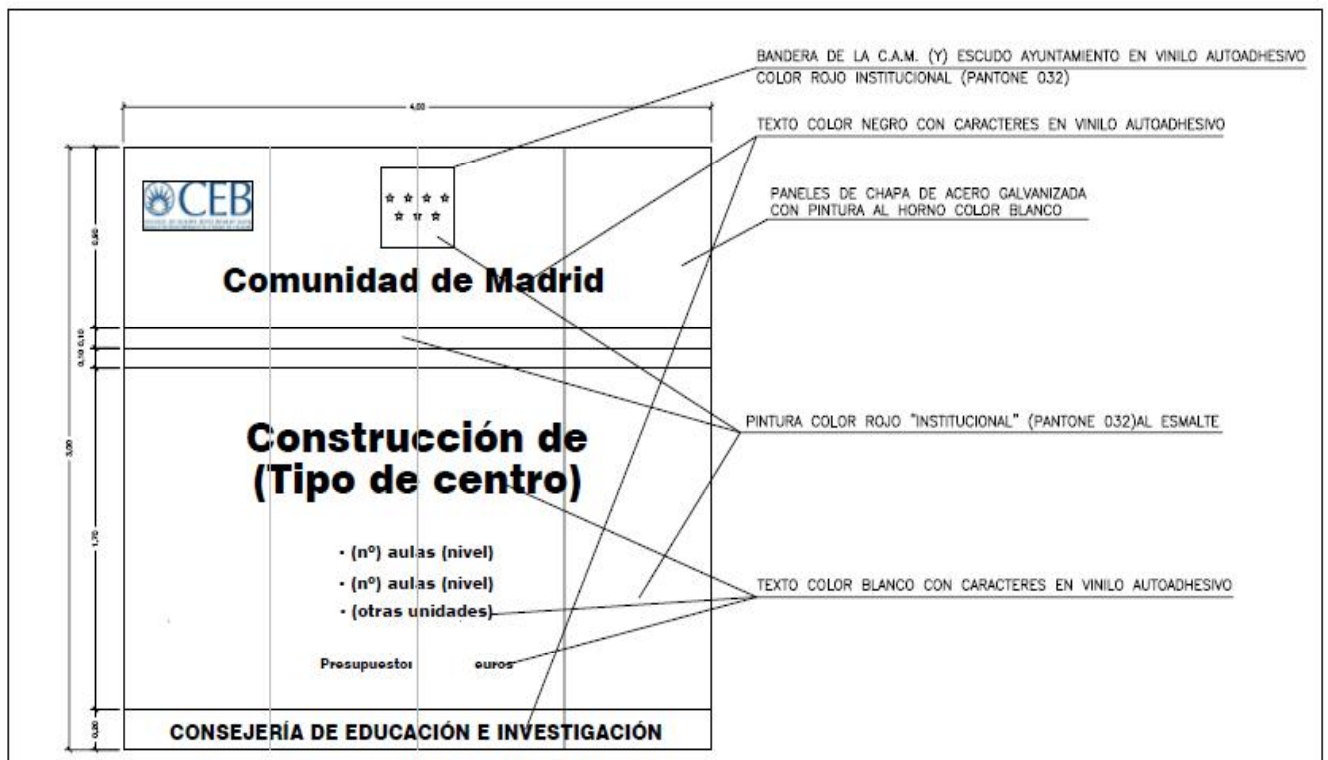 BANDERA DE LA C.A.M. (Y) ESCUDO AYUNTAMIENTO EN VINILO AUTOADHESIVO
COLOR ROJO INSTITUCIONAL (PANTONE 032)
4,00
TEXTO COLOR NEGRO CON CARACTERES EN VINILO AUTOADHESIVO
CEB
PANELES DE CHAPA DE ACERO GALVANIZADA
CON PINTURA AL HORNO COLOR BLANCO
0,90
Comunidad de Madrid
0,10
0,10
3,00
PINTURA COLOR ROJO "INSTITUCIONAL" (PANTONE 032)AL ESMALTE
Construcción de
(Tipo de centro)
1,70
· (nº) aulas (nivel)
· (nº) aulas (nivel)
· (otras unidades)
TEXTO COLOR BLANCO CON CARACTERES EN VINILO AUTOADHESIVO
Presupuesto: euros
0,20
CONSEJERÍA DE EDUCACIÓN E INVESTIGACIÓN